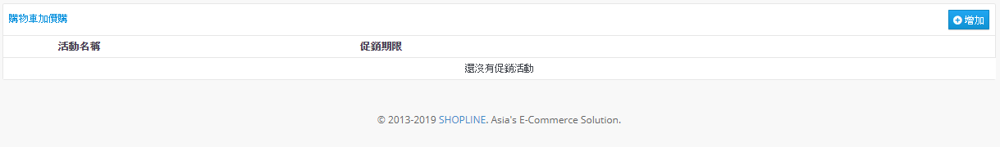 購物車加價購
增加
活動名稱 促銷期限
還沒有促銷活動
© 2013-2019 SHOPLINE. Asia's E-Commerce Solution.